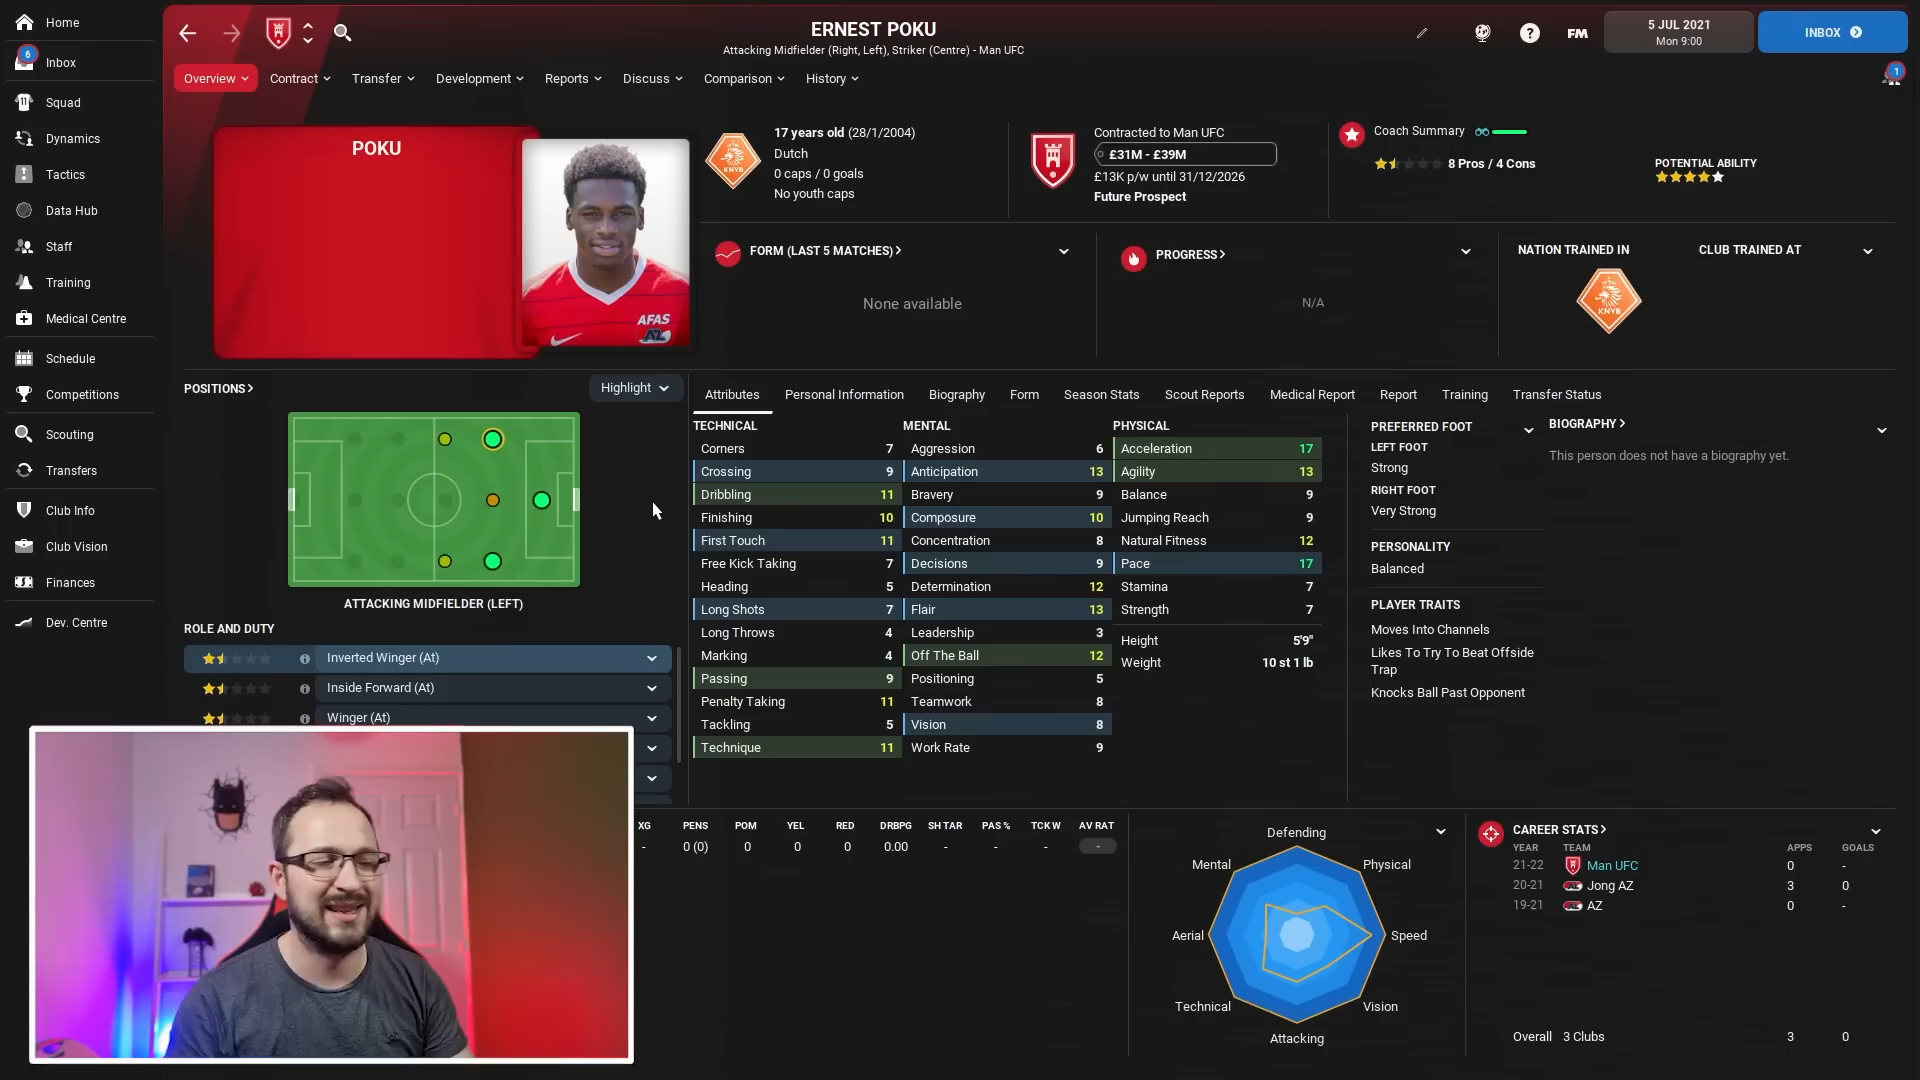 Home
6
Inbox
Squad
Dynamics
Tactics
Data Hub
Staff
Training
Medical Centre
Schedule
Competitions
Scouting
Transfers
Club Info
Club Vision
Finances
Dev. Centre
ERNEST POKU
Attacking Midfielder (Right, Left), Striker (Centre) - Man UFC
? FM
5 JUL 2021
Mon 9:00
INBOX
Overview Contract Transfer Development Reports Discuss Comparison History
1
POKU
AFAS
AZ
KNVB
17 years old (28/1/2004)
Dutch
0 caps / 0 goals
No youth caps
Contracted to Man UFC
£31M - £39M
£13K p/w until 31/12/2026
Future Prospect
Coach Summary
8 Pros / 4 Cons
POTENTIAL ABILITY
FORM (LAST 5 MATCHES)
None available
PROGRESS
N/A
NATION TRAINED IN
KNVB
CLUB TRAINED AT
POSITIONS
Highlight
ATTACKING MIDFIELDER (LEFT)
ROLE AND DUTY
Inverted Winger (At)
Inside Forward (At)
Winger (At)
Attributes Personal Information Biography Form Season Stats Scout Reports Medical Report Report Training Transfer Status
TECHNICAL
Corners 7
Crossing 9
Dribbling 11
Finishing 10
First Touch 11
Free Kick Taking 7
Heading 5
Long Shots 7
Long Throws 4
Marking 4
Passing 9
Penalty Taking 11
Tackling 5
Technique 11
MENTAL
Aggression 6
Anticipation 13
Bravery 9
Composure 10
Concentration 8
Decisions 9
Determination 12
Flair 13
Leadership 3
Off The Ball 12
Positioning 5
Teamwork 8
Vision 8
Work Rate 9
PHYSICAL
Acceleration 17
Agility 13
Balance 9
Jumping Reach 9
Natural Fitness 12
Pace 17
Stamina 7
Strength 7
Height 5'9"
Weight 10 st 1 lb
PREFERRED FOOT
LEFT FOOT
Strong
RIGHT FOOT
Very Strong
PERSONALITY
Balanced
PLAYER TRAITS
Moves Into Channels
Likes To Try To Beat Offside
Trap
Knocks Ball Past Opponent
BIOGRAPHY
This person does not have a biography yet.
XG PENS POM YEL RED DRBPG SH TAR PAS % TCK W AV RAT
- 0 (0) 0 0 0 0.00 - - - -
Defending
Mental Physical
Aerial Speed
Technical Vision
Attacking
CAREER STATS
YEAR TEAM APPS GOALS
21-22 Man UFC 0 -
20-21 Jong AZ 3 0
19-21 AZ 0 -
Overall 3 Clubs 3 0